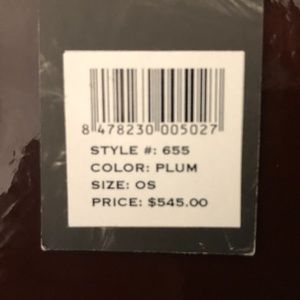 8 478230 005027
STYLE #: 655
COLOR: PLUM
SIZE: OS
PRICE: $545.00